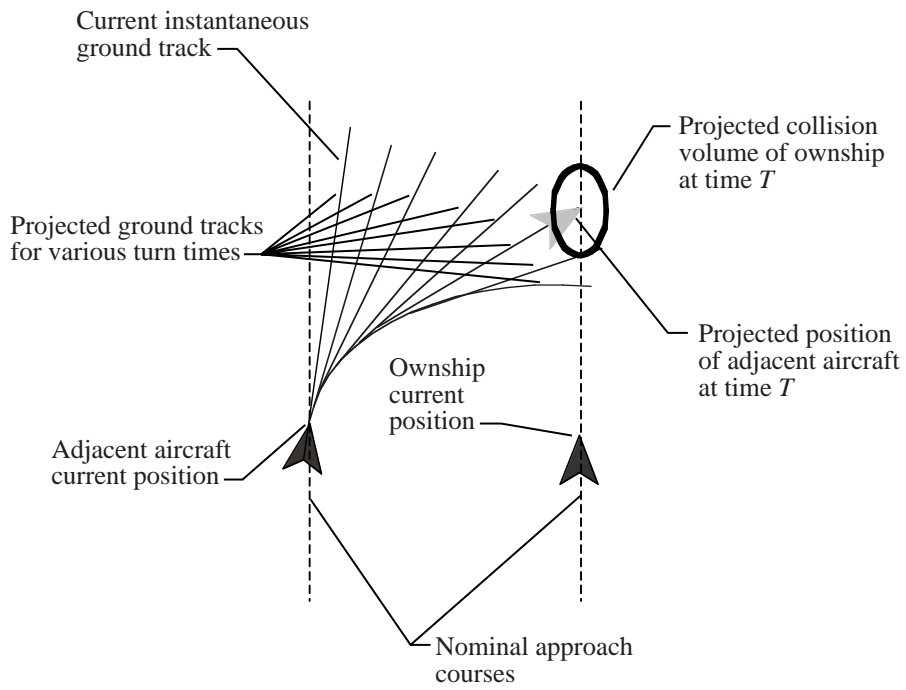 Current instantaneous
ground track
Projected collision
volume of ownship
at time T
Projected ground tracks
for various turn times
Projected position
of adjacent aircraft
at time T
Ownship
current
position
Adjacent aircraft
current position
Nominal approach
courses